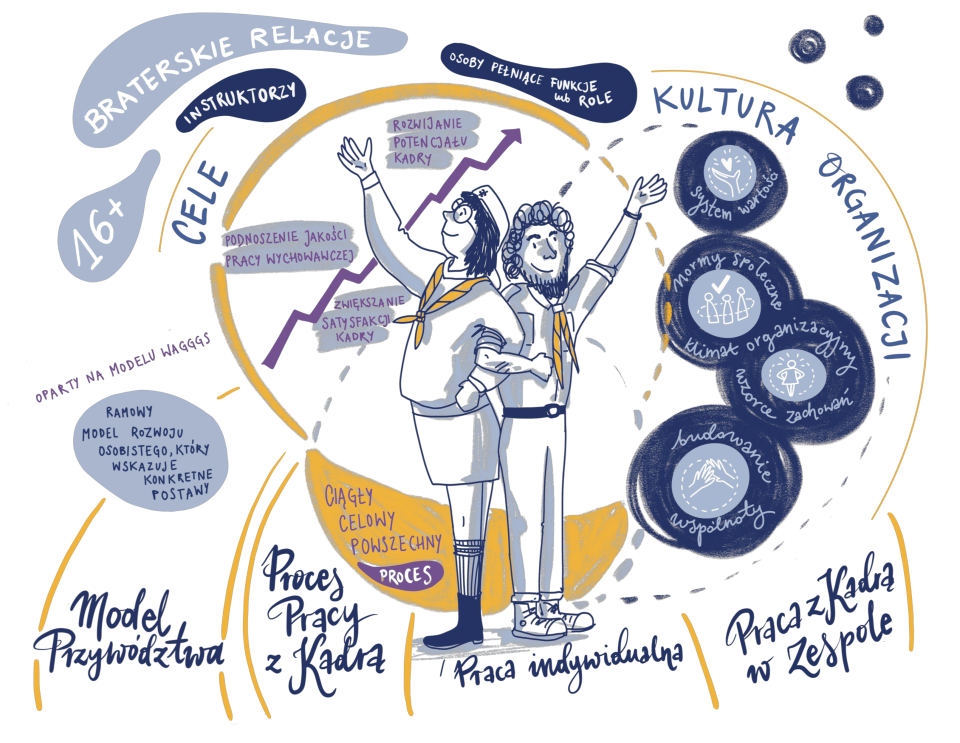 BRATERSKIE RELACJE
INSTRUKTORZY
OSOBY PEŁNIĄCE FUNKCJE
lub ROLE
16+
CELE
ROZWIJANIE
POTENCJAŁU
KADRY
PODNOSZENIE JAKOŚCI
PRACY WYCHOWAWCZEJ
ZWIĘKSZANIE
SATYSFAKCJI
KADRY
KULTURA
ORGANIZACJI
system wartości
normy społeczne
klimat organizacyjny
wzorce zachowań
budowanie
wspólnoty
OPARTY NA MODELU WAGGGS
RAMOWY
MODEL ROZWOJU
OSOBISTEGO, KTÓRY
WSKAZUJE
KONKRETNE
POSTAWY
CIĄGŁY
CELOWY
POWSZECHNY
PROCES
Model
Przywództwa
Proces
Pracy
z Kadrą
Praca indywidualna
Praca z Kadrą
w Zespole